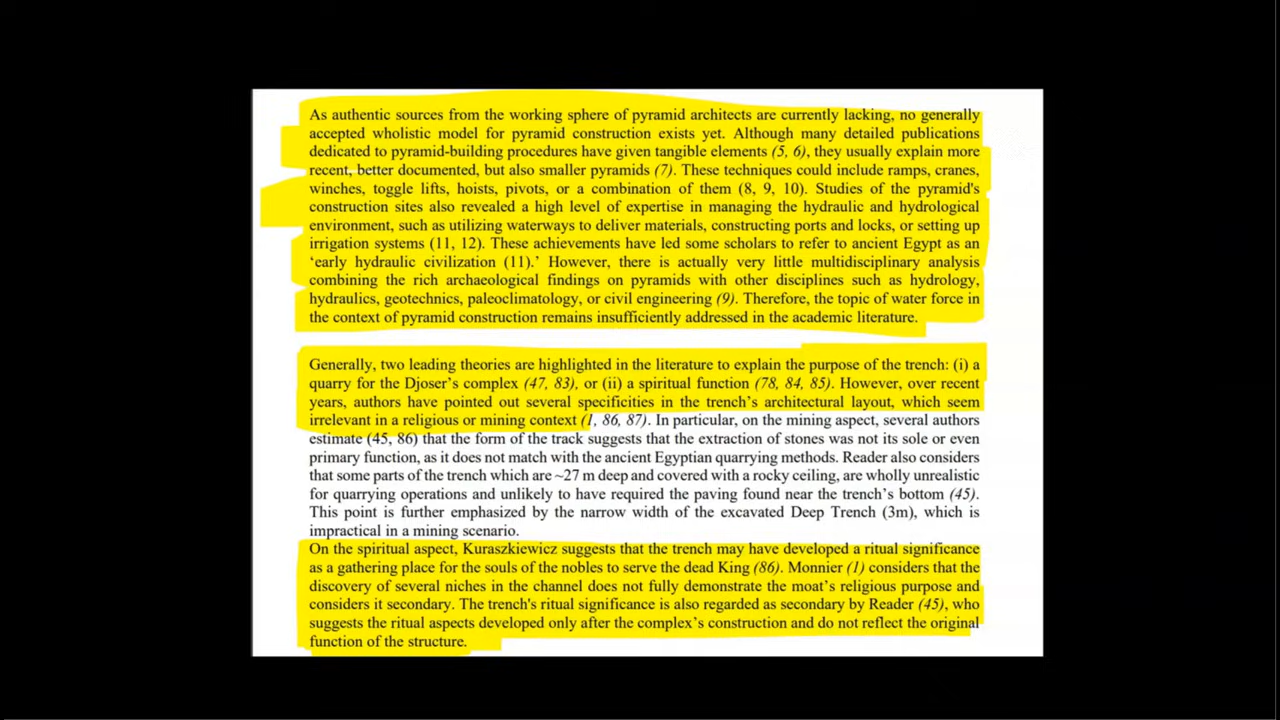 As authentic sources from the working sphere of pyramid architects are currently lacking, no generally
accepted wholistic model for pyramid construction exists yet. Although many detailed publications
dedicated to pyramid-building procedures have given tangible elements (5, 6), they usually explain more
recent, better documented, but also smaller pyramids (7). These techniques could include ramps, cranes,
winches, toggle lifts, hoists, pivots, or a combination of them (8, 9, 10). Studies of the pyramid's
construction sites also revealed a high level of expertise in managing the hydraulic and hydrological
environment, such as utilizing waterways to deliver materials, constructing ports and locks, or setting up
irrigation systems (11, 12). These achievements have led some scholars to refer to ancient Egypt as an
‘early hydraulic civilization (11).’ However, there is actually very little multidisciplinary analysis
combining the rich archaeological findings on pyramids with other disciplines such as hydrology,
hydraulics, geotechnics, paleoclimatology, or civil engineering (9). Therefore, the topic of water force in
the context of pyramid construction remains insufficiently addressed in the academic literature.
Generally, two leading theories are highlighted in the literature to explain the purpose of the trench: (i) a
quarry for the Djoser’s complex (47, 83), or (ii) a spiritual function (78, 84, 85). However, over recent
years, authors have pointed out several specificities in the trench’s architectural layout, which seem
irrelevant in a religious or mining context (1, 86, 87). In particular, on the mining aspect, several authors
estimate (45, 86) that the form of the track suggests that the extraction of stones was not its sole or even
primary function, as it does not match with the ancient Egyptian quarrying methods. Reader also considers
that some parts of the trench which are ~27 m deep and covered with a rocky ceiling, are wholly unrealistic
for quarrying operations and unlikely to have required the paving found near the trench’s bottom (45).
This point is further emphasized by the narrow width of the excavated Deep Trench (3m), which is
impractical in a mining scenario.
On the spiritual aspect, Kuraszkiewicz suggests that the trench may have developed a ritual significance
as a gathering place for the souls of the nobles to serve the dead King (86). Monnier (1) considers that the
discovery of several niches in the channel does not fully demonstrate the moat’s religious purpose and
considers it secondary. The trench's ritual significance is also regarded as secondary by Reader (45), who
suggests the ritual aspects developed only after the complex’s construction and do not reflect the original
function of the structure.